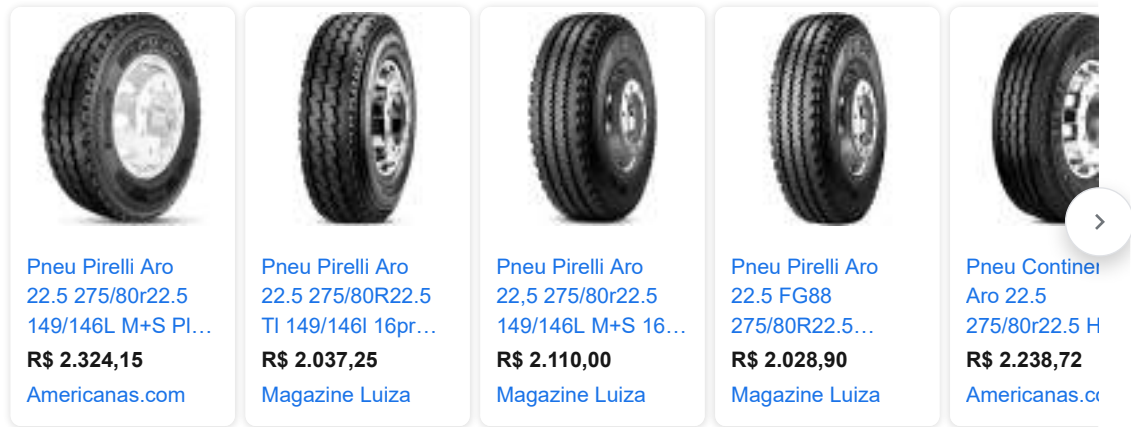 Pneu Pirelli Aro
22.5 275/80r22.5
149/146L M+S Pl...
R$ 2.324,15
Americanas.com
Pneu Pirelli Aro
22.5 275/80R22.5
Tl 149/146l 16pr...
R$ 2.037,25
Magazine Luiza
Pneu Pirelli Aro
22,5 275/80r22.5
149/146L M+S 16...
R$ 2.110,00
Magazine Luiza
Pneu Pirelli Aro
22.5 FG88
275/80R22.5...
R$ 2.028,90
Magazine Luiza
Pneu Continen
Aro 22.5
275/80r22.5 H
R$ 2.238,72
Americanas.co